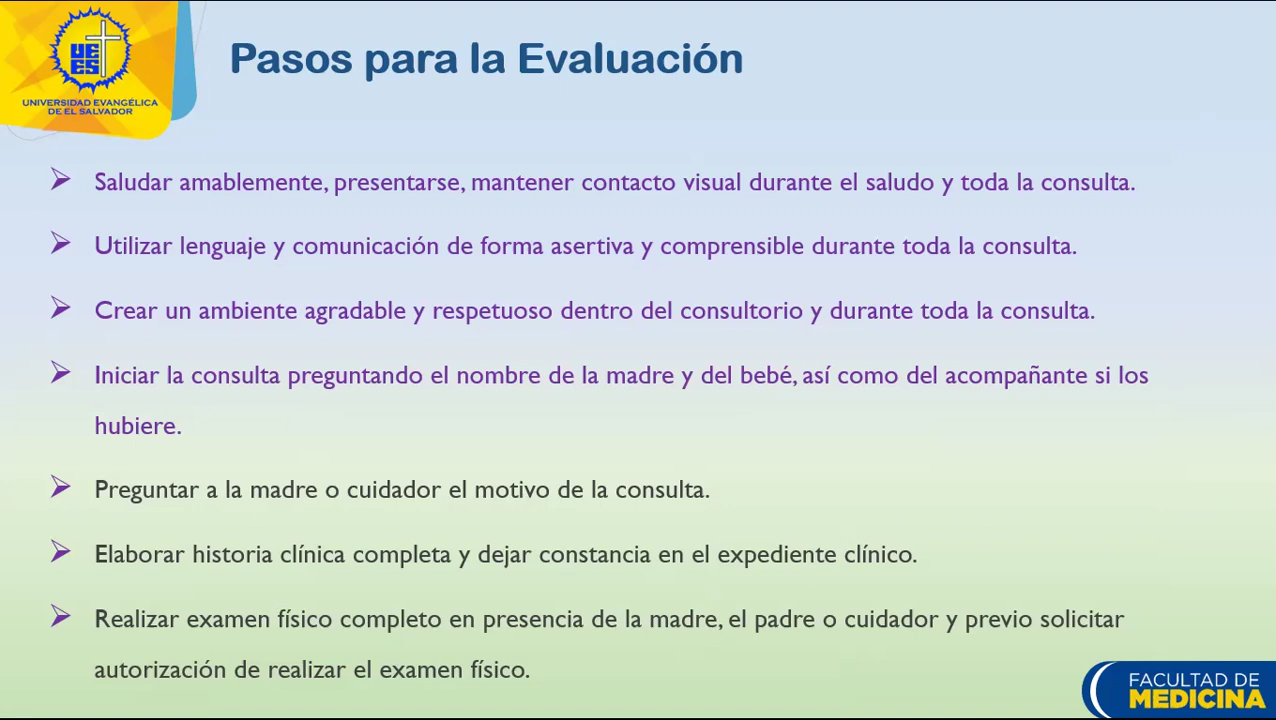 UE
ES
UNIVERSIDAD EVANGÉLICA
DE EL SALVADOR
Pasos para la Evaluación
Saludar amablemente, presentarse, mantener contacto visual durante el saludo y toda la consulta.
Utilizar lenguaje y comunicación de forma asertiva y comprensible durante toda la consulta.
Crear un ambiente agradable y respetuoso dentro del consultorio y durante toda la consulta.
Iniciar la consulta preguntando el nombre de la madre y del bebé, así como del acompañante si los
hubiere.
Preguntar a la madre o cuidador el motivo de la consulta.
Elaborar historia clínica completa y dejar constancia en el expediente clínico.
Realizar examen físico completo en presencia de la madre, el padre o cuidador y previo solicitar
autorización de realizar el examen físico.
FACULTAD DE
MEDICINA